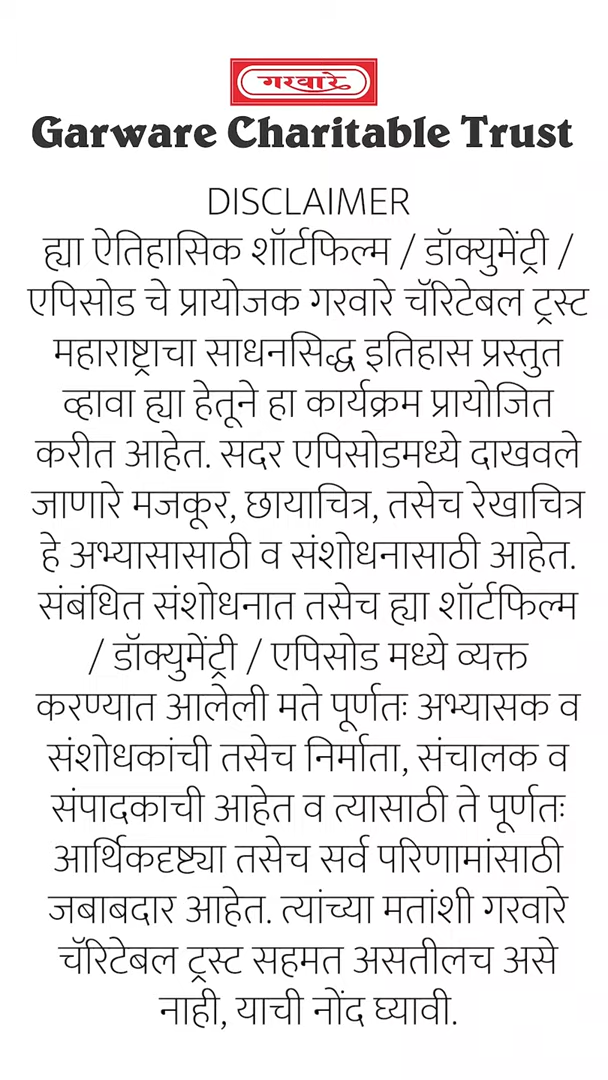 गरवारे
Garware Charitable Trust
DISCLAIMER
ह्या ऐतिहासिक शॉर्टफिल्म / डॉक्युमेंट्री /
एपिसोड चे प्रायोजक गरवारे चॅरिटेबल ट्रस्ट
महाराष्ट्राचा साधनसिद्ध इतिहास प्रस्तुत
व्हावा ह्या हेतूने हा कार्यक्रम प्रायोजित
करीत आहेत. सदर एपिसोडमध्ये दाखवले
जाणारे मजकूर, छायाचित्र, तसेच रेखाचित्र
हे अभ्यासासाठी व संशोधनासाठी आहेत.
संबंधित संशोधनात तसेच ह्या शॉर्टफिल्म
/ डॉक्युमेंट्री / एपिसोड मध्ये व्यक्त
करण्यात आलेली मते पूर्णतः अभ्यासक व
संशोधकांची तसेच निर्माता, संचालक व
संपादकाची आहेत व त्यासाठी ते पूर्णतः
आर्थिकदृष्ट्या तसेच सर्व परिणामांसाठी
जबाबदार आहेत. त्यांच्या मतांशी गरवारे
चॅरिटेबल ट्रस्ट सहमत असतीलच असे
नाही, याची नोंद घ्यावी.